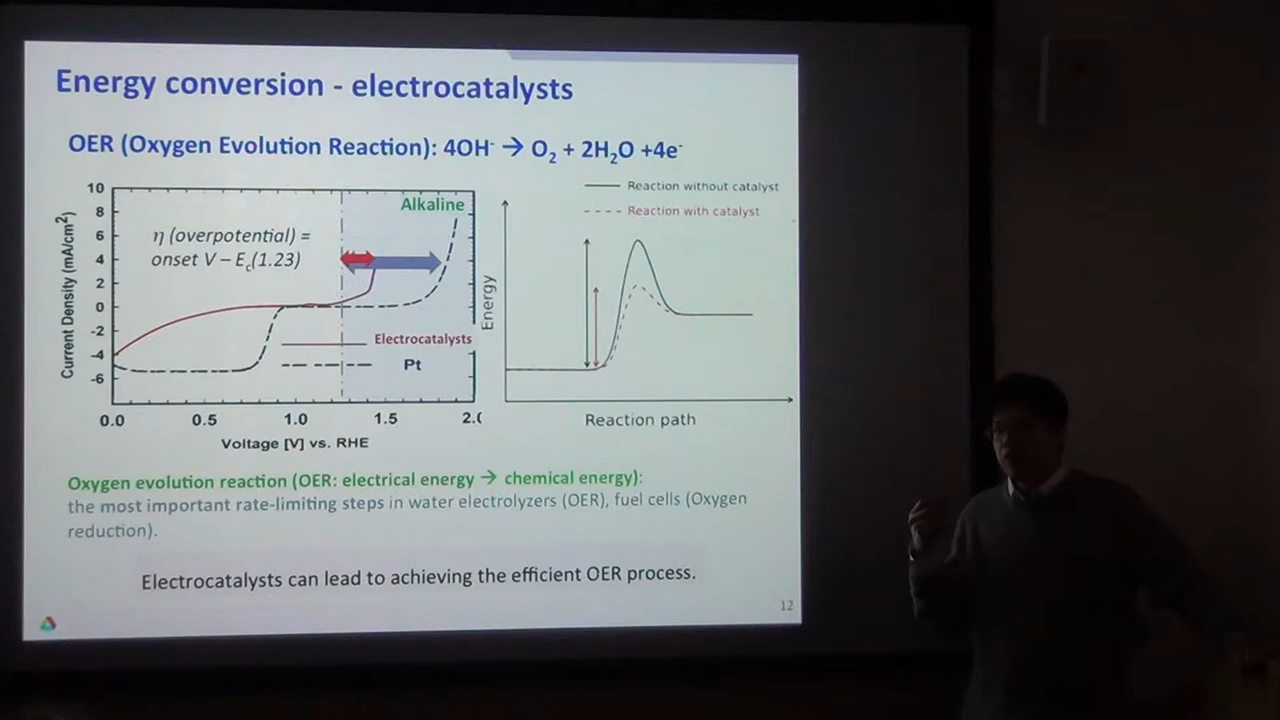 Energy conversion - electrocatalysts
OER (Oxygen Evolution Reaction): 4OH⁻ → O₂ + 2H₂O +4e⁻
10
8
6
4
2
0
-2
-4
-6
Current Density (mA/cm²)
Alkaline
η (overpotential) =
onset V – E꜀(1.23)
Electrocatalysts
Pt
0.0 0.5 1.0 1.5 2.(
Voltage [V] vs. RHE
Reaction without catalyst
Reaction with catalyst
Energy
Reaction path
Oxygen evolution reaction (OER: electrical energy → chemical energy):
the most important rate-limiting steps in water electrolyzers (OER), fuel cells (Oxygen
reduction).
Electrocatalysts can lead to achieving the efficient OER process.
12